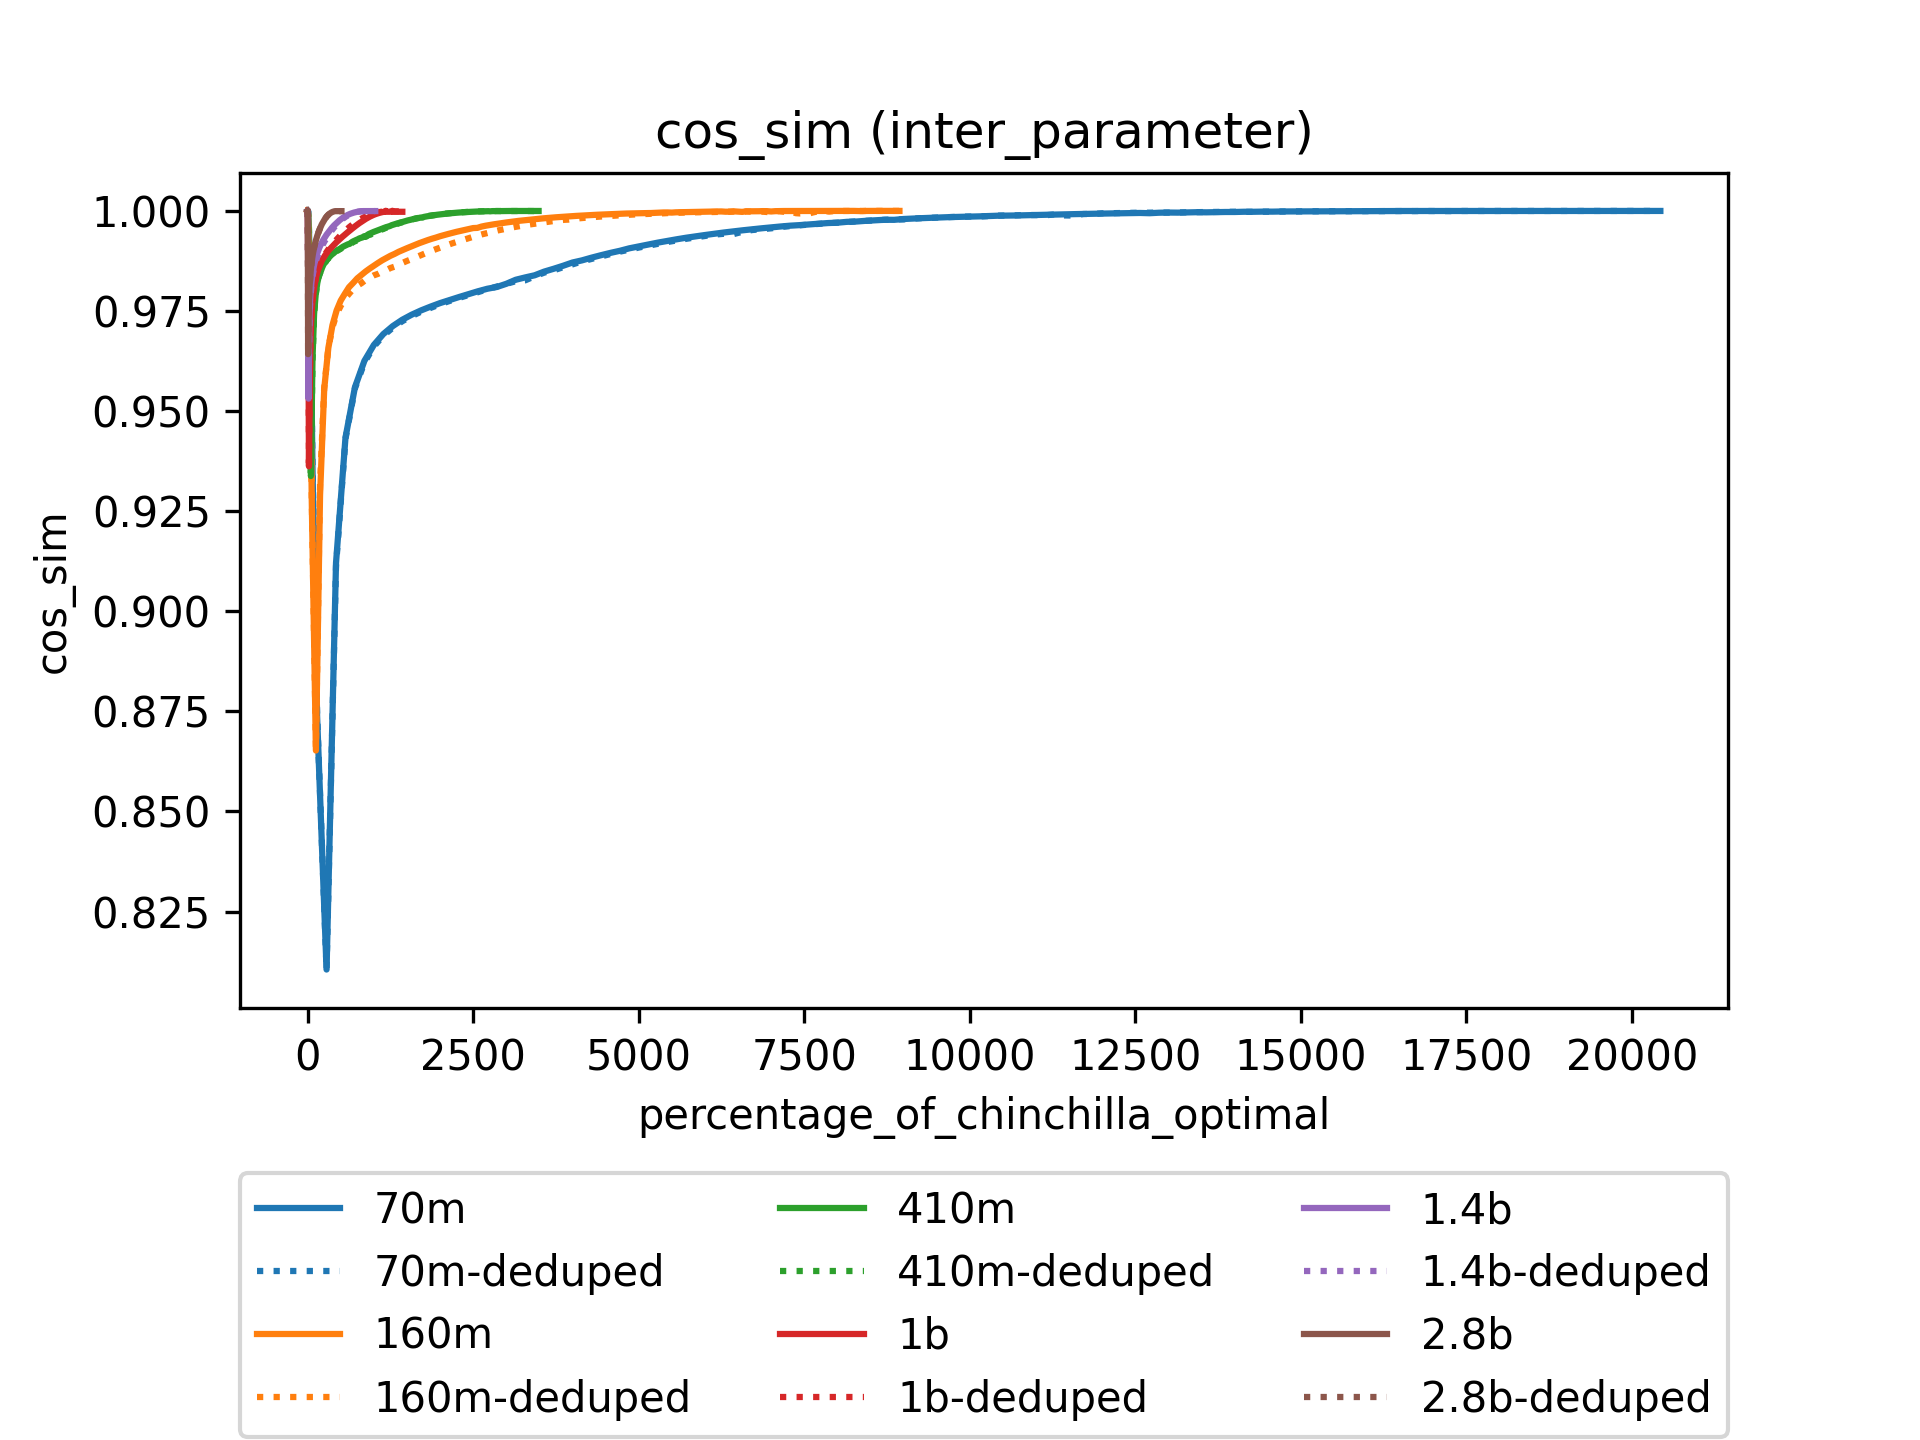 cos_sim (inter_parameter)
cos_sim
1.000
0.975
0.950
0.925
0.900
0.875
0.850
0.825
0 2500 5000 7500 10000 12500 15000 17500 20000
percentage_of_chinchilla_optimal
70m
70m-deduped
160m
160m-deduped
410m
410m-deduped
1b
1b-deduped
1.4b
1.4b-deduped
2.8b
2.8b-deduped